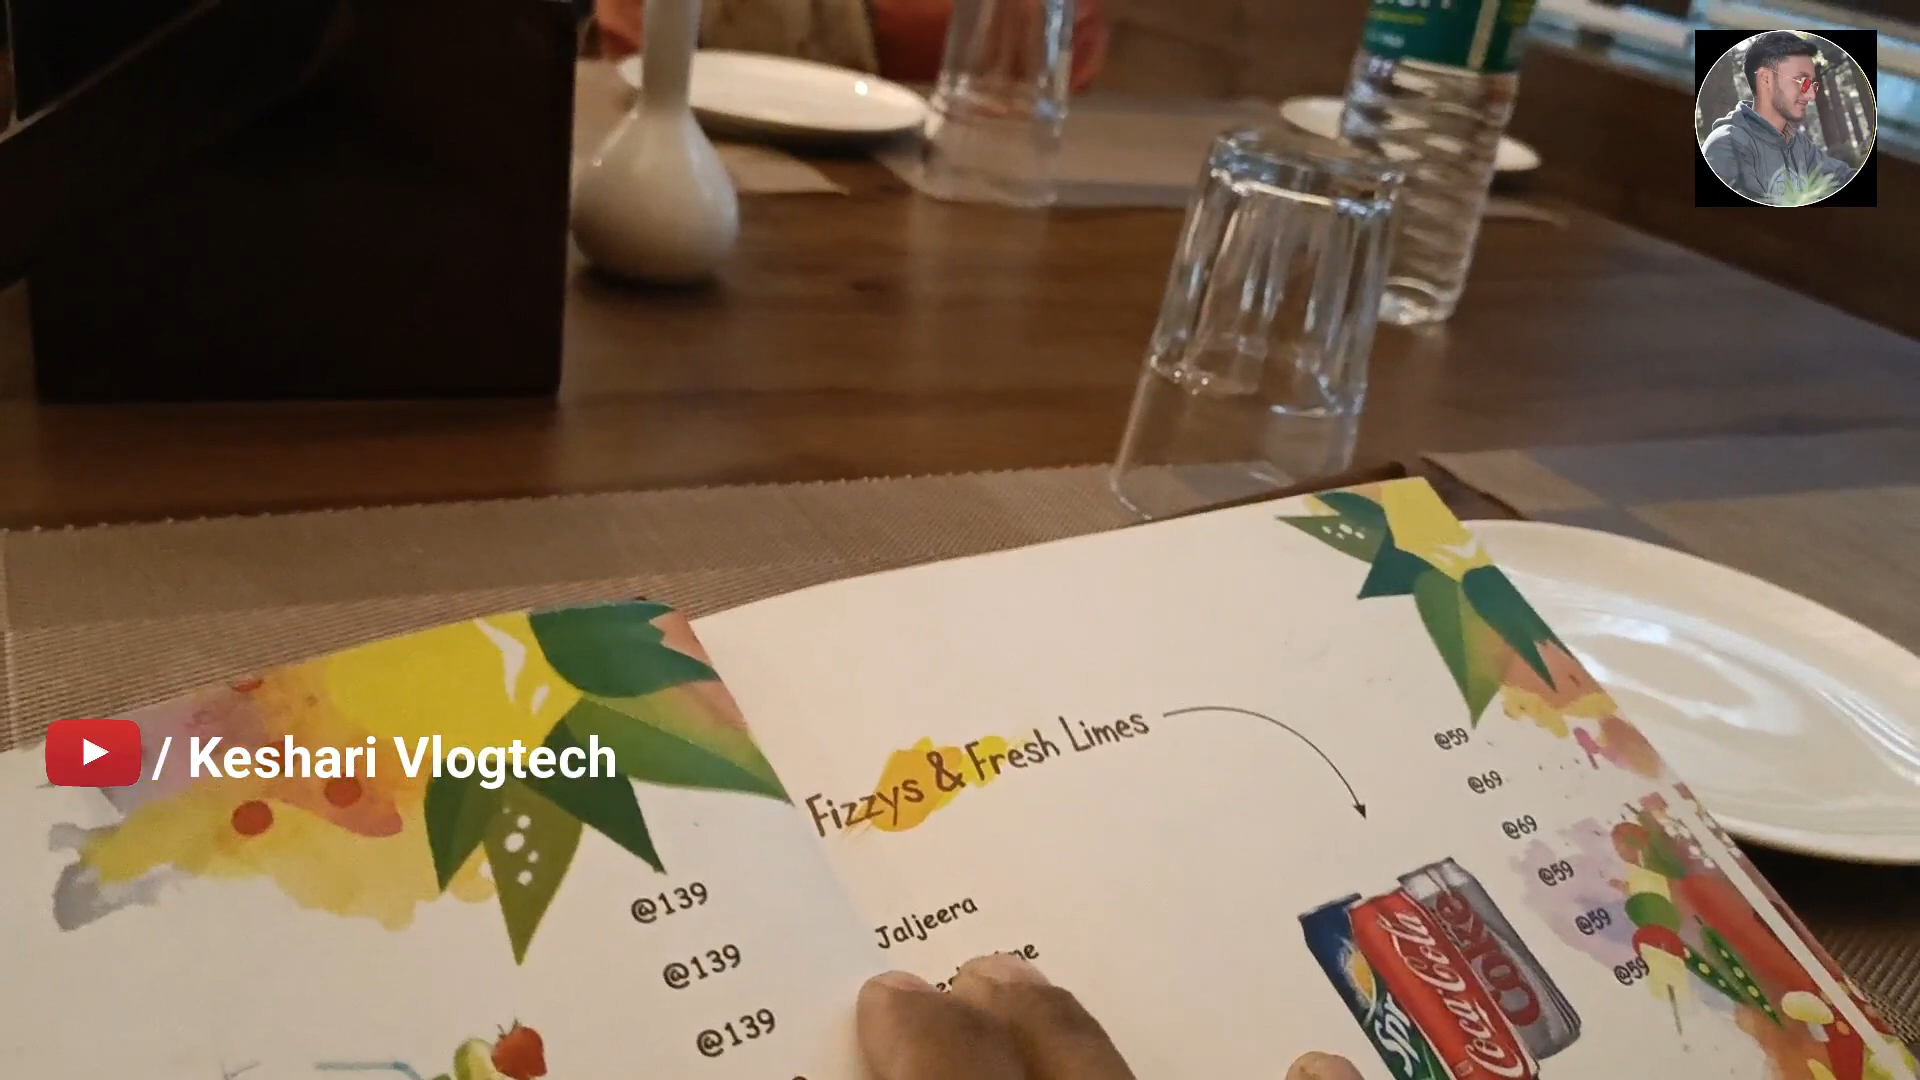 / Keshari Vlogtech
@139
@139
@139
Fizzys & Fresh Limes
Jaljeera
@59
@69
@69
@59
@59
@59
Coca-Cola
Coke